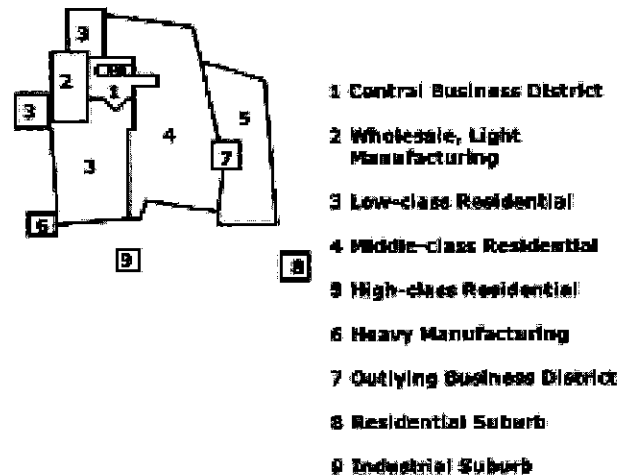 3
2
1
3
5
4
7
3
6
9
8
1 Central Business District
2 Wholesale, Light
Manufacturing
3 Low-class Residential
4 Middle-class Residential
5 High-class Residential
6 Heavy Manufacturing
7 Outlying Business District
8 Residential Suburb
9 Industrial Suburb